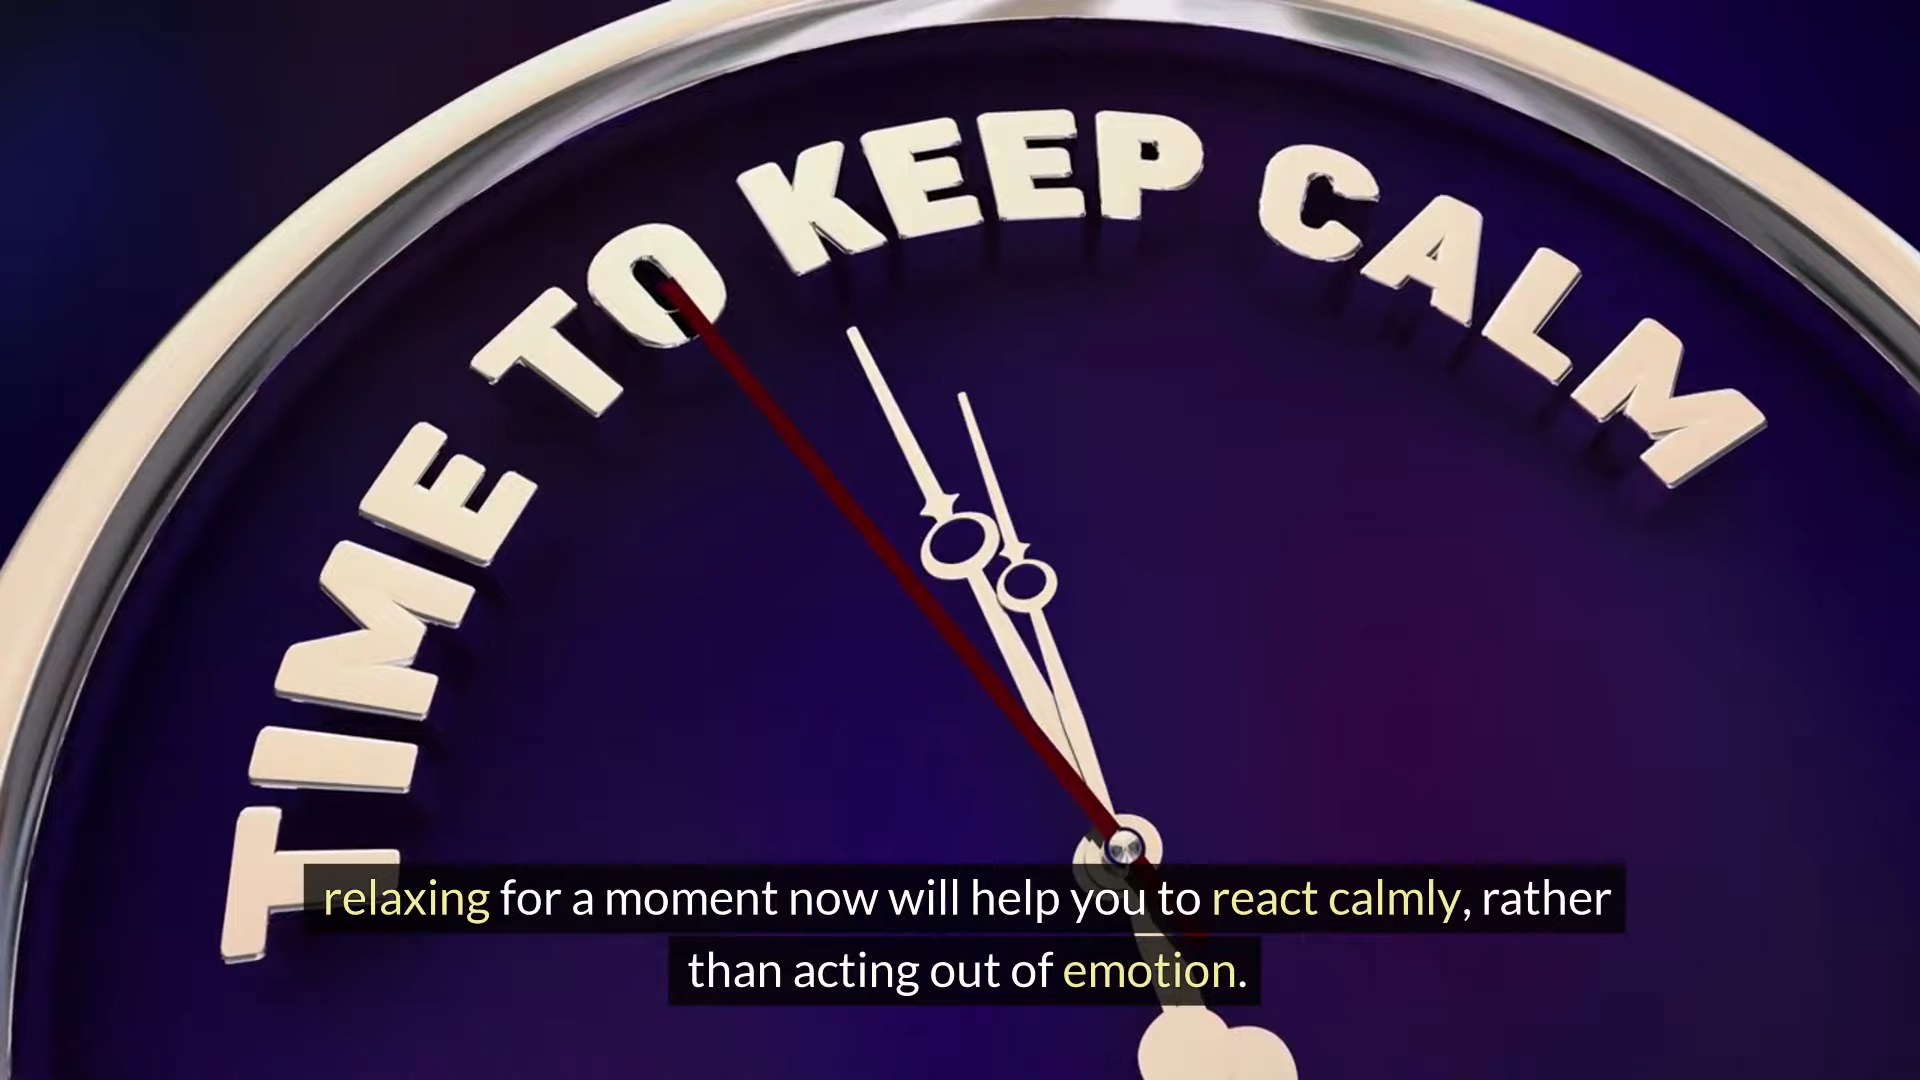 TIME TO KEEP CALM
relaxing for a moment now will help you to react calmly, rather
than acting out of emotion.